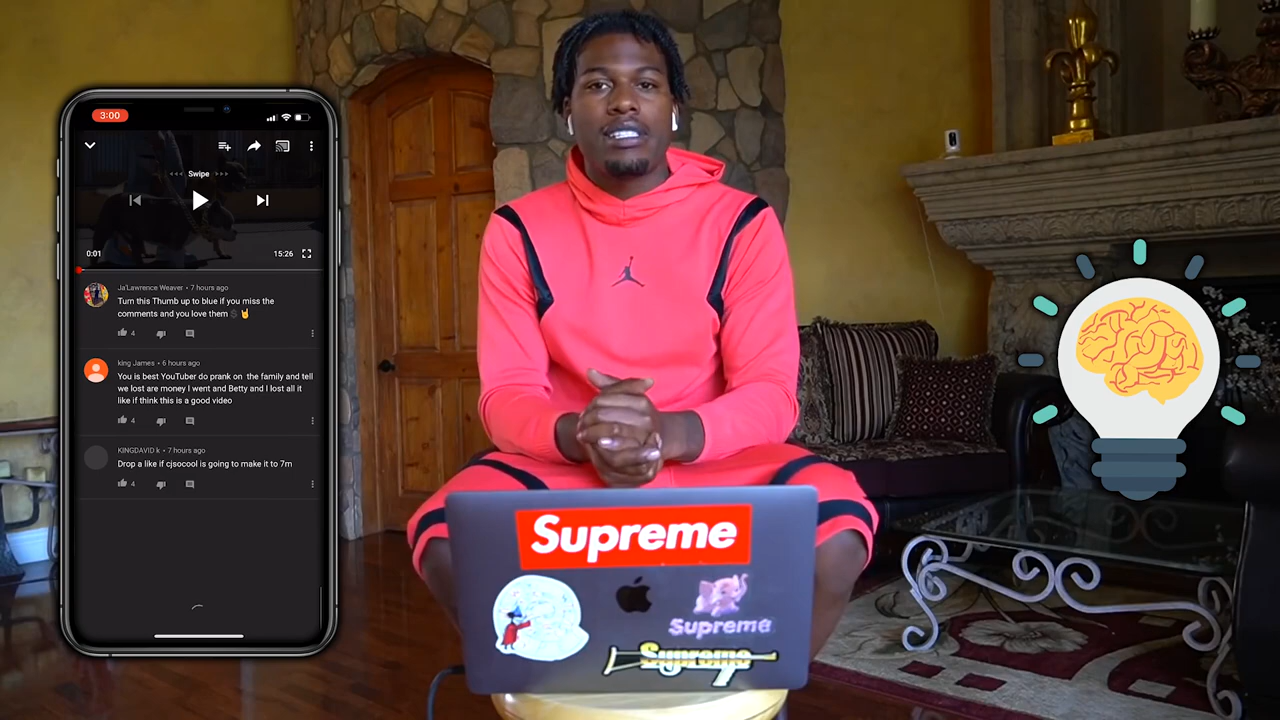 3:00
Swipe
0:01
15:26
Ja'Lawrence Weaver • 7 hours ago
Turn this Thumb up to blue if you miss the
comments and you love them
4
king James • 6 hours ago
You is best YouTuber do prank on the family and tell
we lost are money I went and Betty and I lost all it
like if think this is a good video
4
KINGDAVID k • 7 hours ago
Drop a like if cjsocool is going to make it to 7m
4
Supreme
Supreme
Supreme